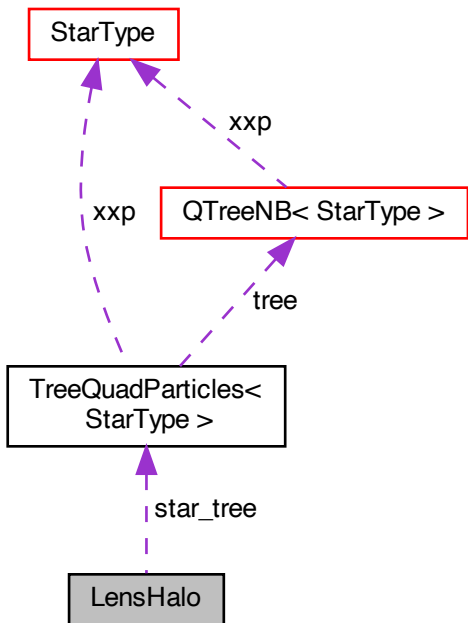 StarType
xxp
xxp
QTreeNB< StarType >
tree
TreeQuadParticles<
StarType >
star_tree
LensHalo